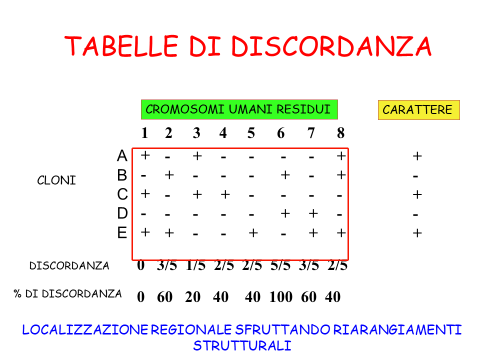 TABELLE DI DISCORDANZA
CROMOSOMI UMANI RESIDUI CARATTERE
1 2 3 4 5 6 7 8
A + - + - - - - + +
B - + - - - + - + -
CLONI
C + - + + - - - - +
D - - - - - + + - -
E + + - - + - + + +
DISCORDANZA 0 3/5 1/5 2/5 2/5 5/5 3/5 2/5
% DI DISCORDANZA 0 60 20 40 40 100 60 40
LOCALIZZAZIONE REGIONALE SFRUTTANDO RIARANGIAMENTI
STRUTTURALI